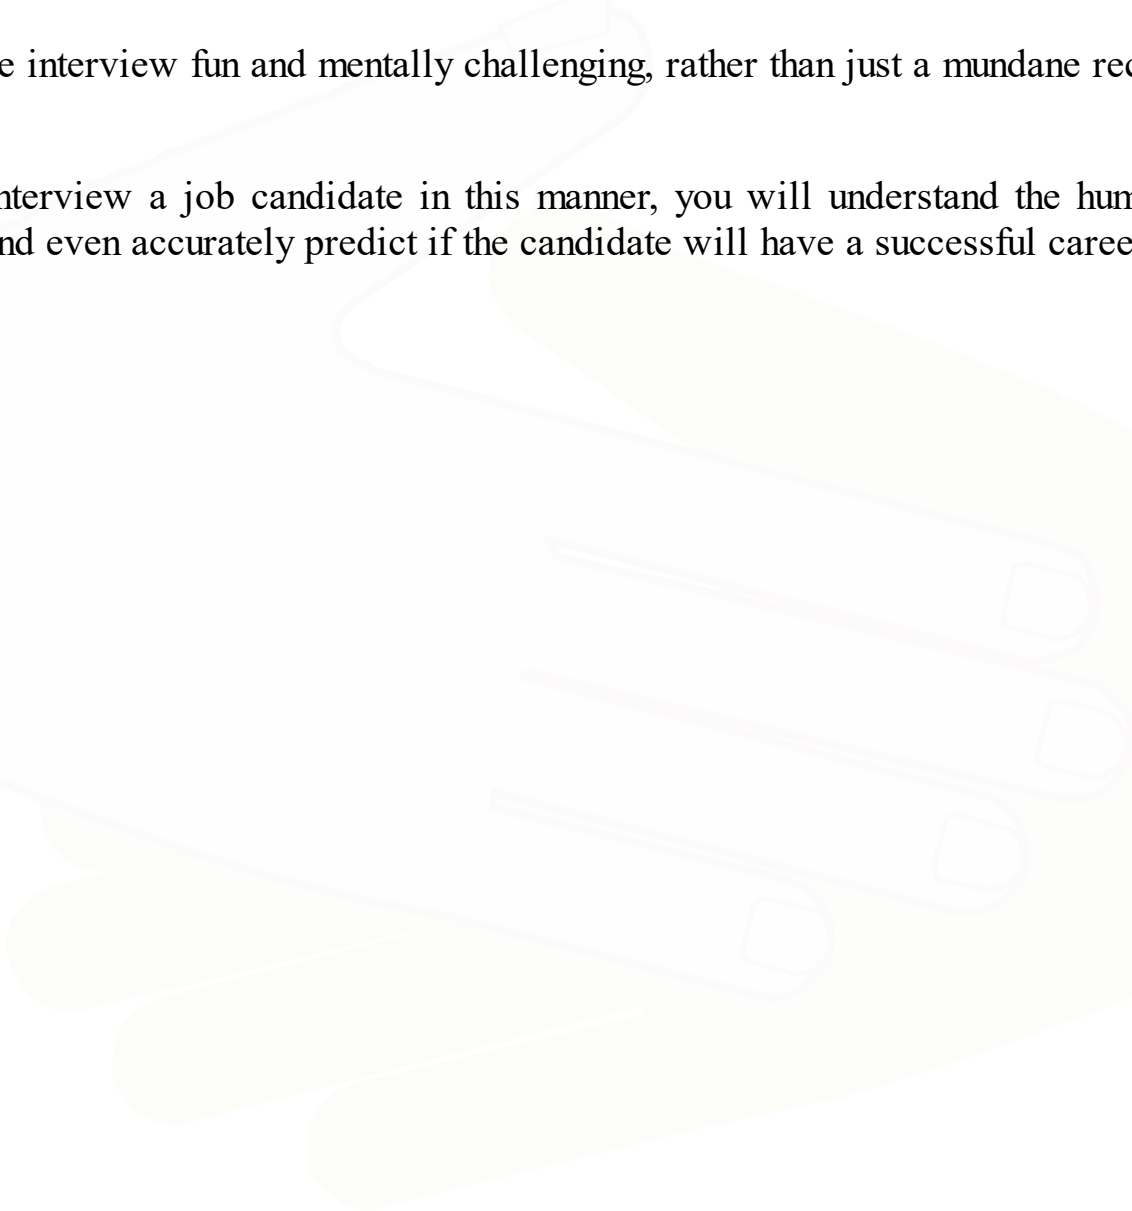 e interview fun and mentally challenging, rather than just a mundane rec
nterview a job candidate in this manner, you will understand the hum
nd even accurately predict if the candidate will have a successful caree